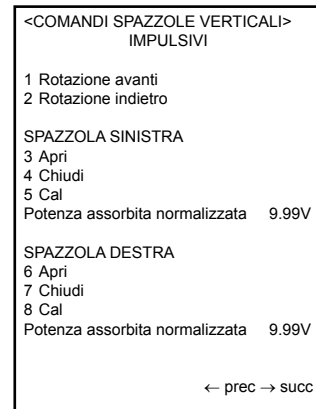 <COMANDI SPAZZOLE VERTICALI>
IMPULSIVI
1 Rotazione avanti
2 Rotazione indietro
SPAZZOLA SINISTRA
3 Apri
4 Chiudi
5 Cal
Potenza assorbita normalizzata 9.99V
SPAZZOLA DESTRA
6 Apri
7 Chiudi
8 Cal
Potenza assorbita normalizzata 9.99V
← prec → succ